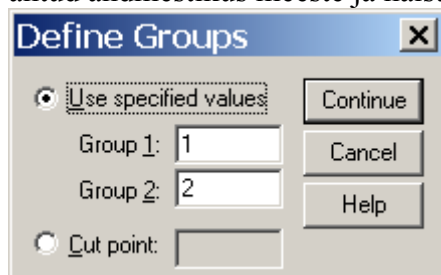 Define Groups
Use specified values
Continue
Group 1: 1
Cancel
Group 2: 2
Help
Cut point: